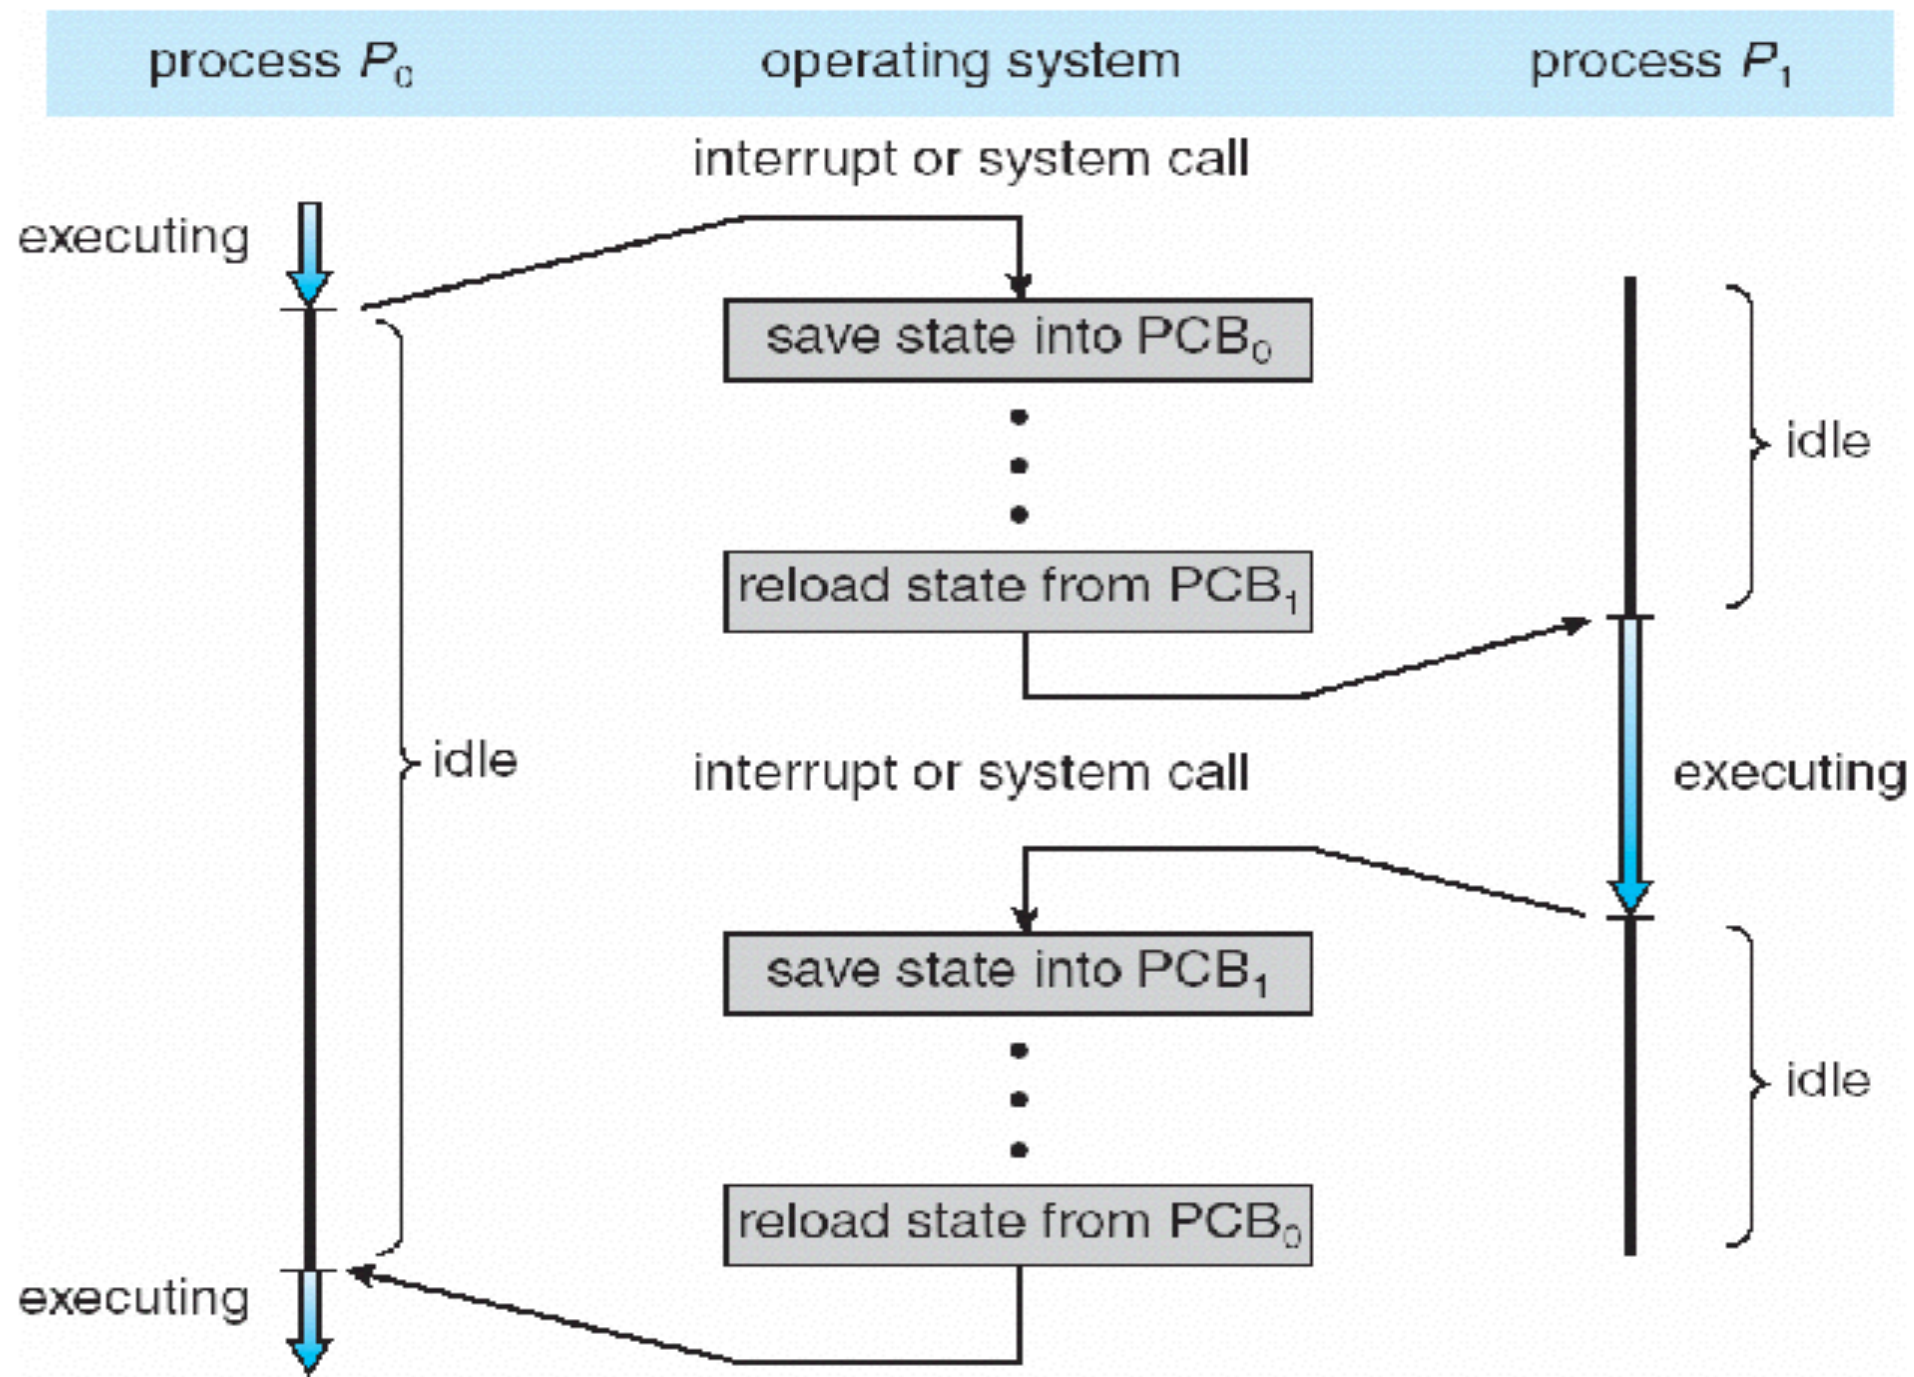 process P₀ operating system process P₁
interrupt or system call
executing
save state into PCB₀
idle
reload state from PCB₁
idle
interrupt or system call
executing
save state into PCB₁
idle
reload state from PCB₀
executing